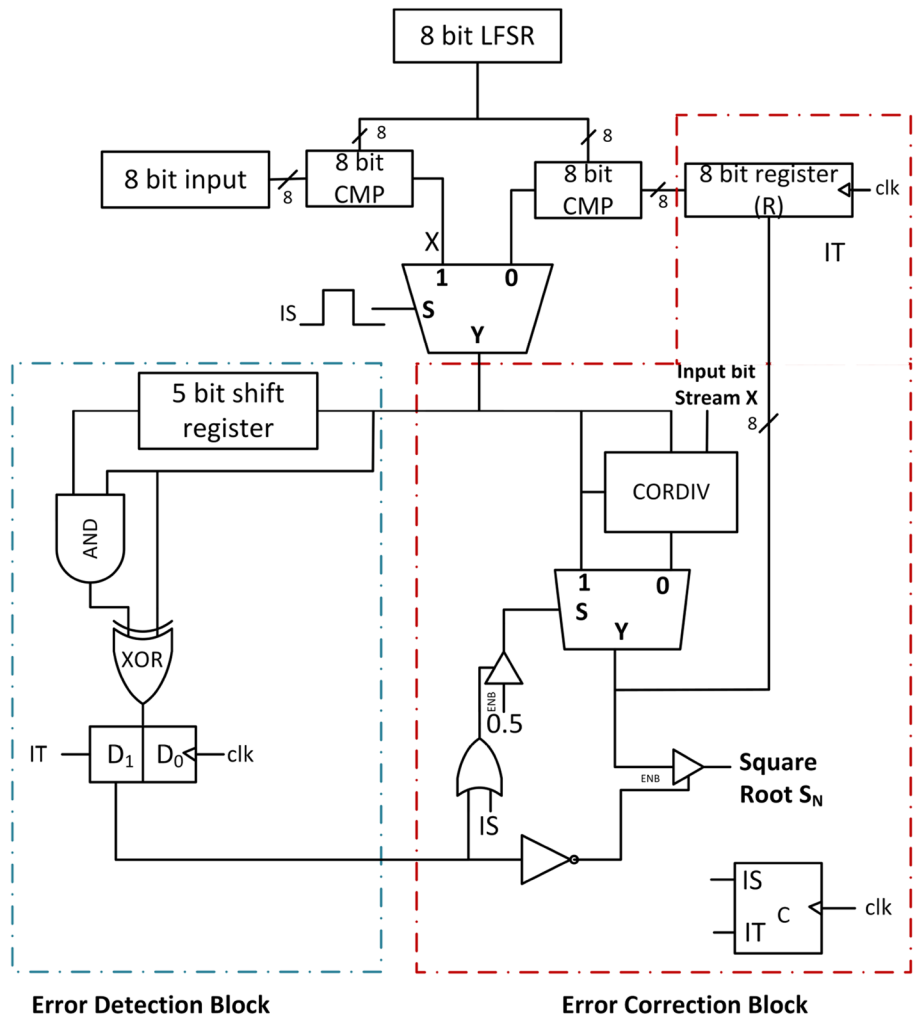 8 bit LFSR
8
8
8 bit input
8
8 bit
CMP
8 bit
CMP
8
8 bit register
(R)
clk
IT
X
1
0
S
Y
IS
Input bit
Stream X
8
5 bit shift
register
CORDIV
AND
1
0
S
Y
XOR
ENB
0.5
IT
D1
D0
clk
ENB
Square
Root SN
IS
IS
C
IT
clk
Error Detection Block
Error Correction Block